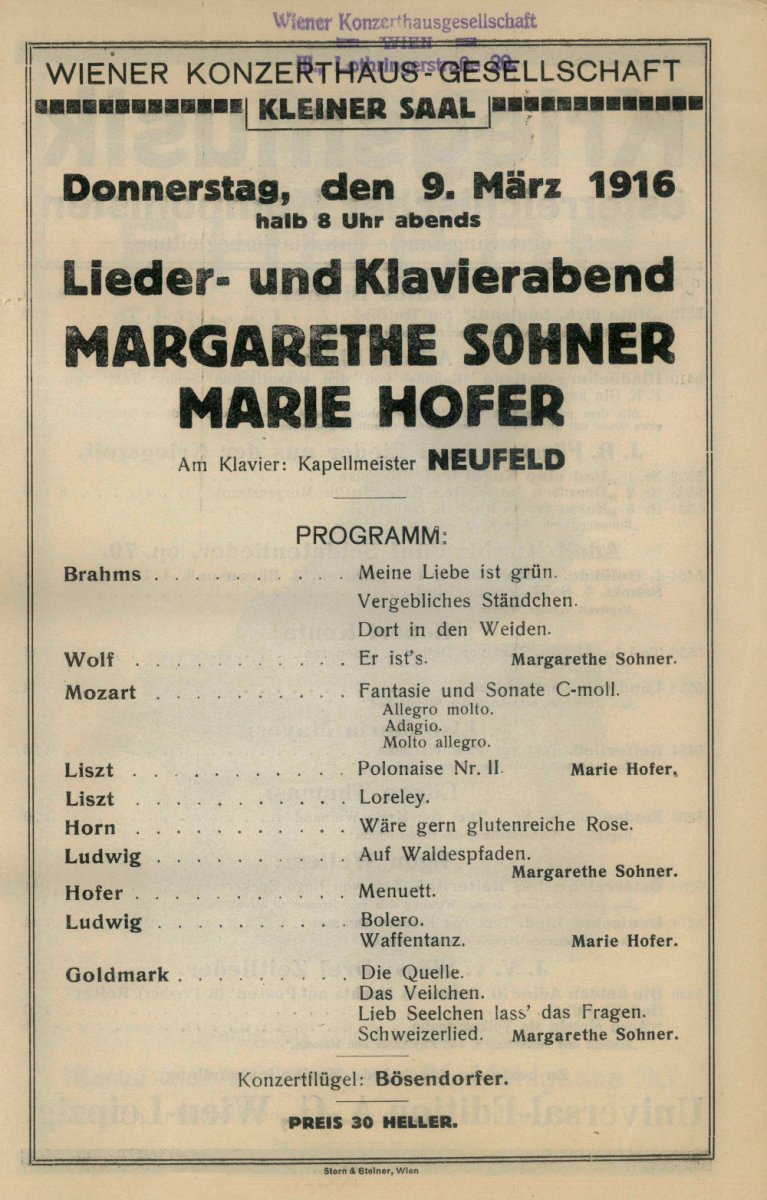 Wiener Konzerthausgesellschaft
WIEN
III., Lothringerstraße 20.
WIENER KONZERTHAUS-GESELLSCHAFT
KLEINER SAAL
Donnerstag, den 9. März 1916
halb 8 Uhr abends
Lieder- und Klavierabend
MARGARETHE SOHNER
MARIE HOFER
Am Klavier: Kapellmeister NEUFELD
PROGRAMM:
Brahms . . . . . . . . . . Meine Liebe ist grün.
Vergebliches Ständchen.
Dort in den Weiden.
Wolf . . . . . . . . . . . Er ist's. Margarethe Sohner.
Mozart . . . . . . . . . . Fantasie und Sonate C-moll.
Allegro molto.
Adagio.
Molto allegro.
Liszt . . . . . . . . . . . Polonaise Nr. II. Marie Hofer.
Liszt . . . . . . . . . . . Loreley.
Horn . . . . . . . . . . . Wäre gern glutenreiche Rose.
Ludwig . . . . . . . . . . Auf Waldespfaden.
Margarethe Sohner.
Hofer . . . . . . . . . . . Menuett.
Ludwig . . . . . . . . . . Bolero.
Waffentanz. Marie Hofer.
Goldmark . . . . . . . . . Die Quelle.
Das Veilchen.
Lieb Seelchen lass' das Fragen.
Schweizerlied. Margarethe Sohner.
Konzertflügel: Bösendorfer.
PREIS 30 HELLER.
Stern & Steiner, Wien